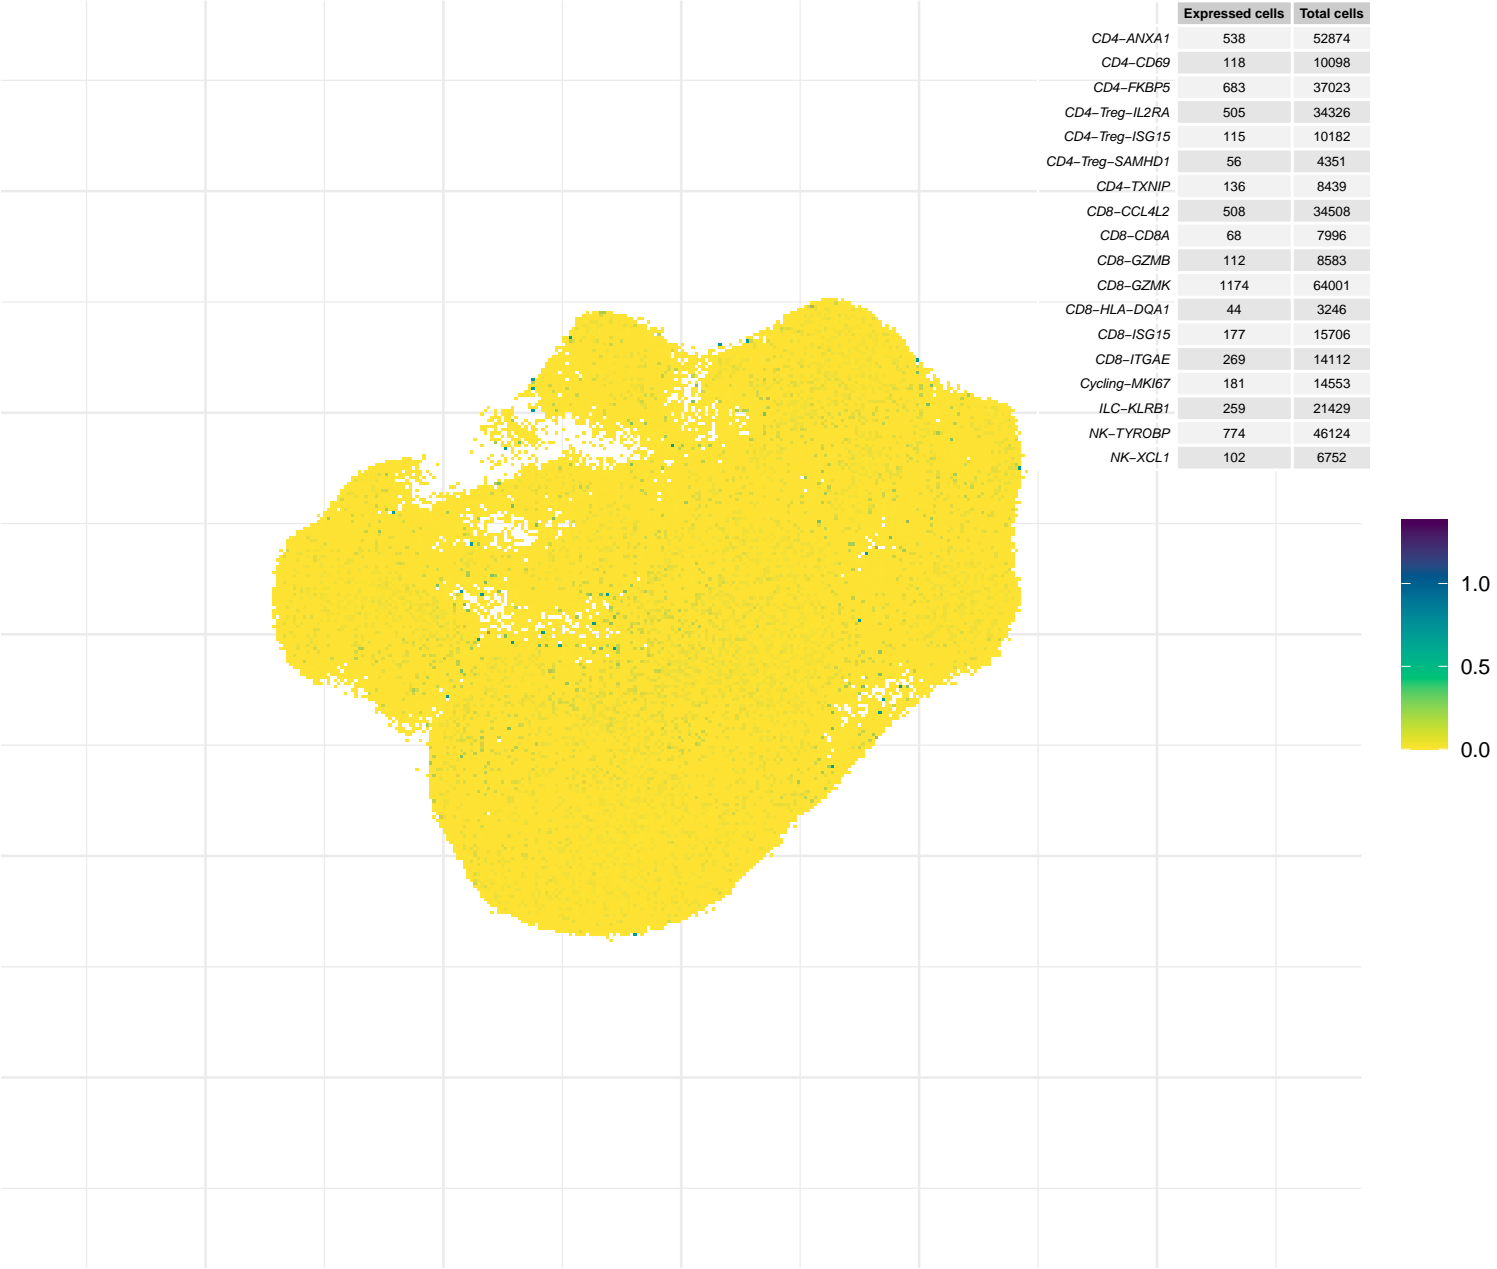 Expressed cells Total cells
CD4−ANXA1 538 52874
CD4−CD69 118 10098
CD4−FKBP5 683 37023
CD4−Treg−IL2RA 505 34326
CD4−Treg−ISG15 115 10182
CD4−Treg−SAMHD1 56 4351
CD4−TXNIP 136 8439
CD8−CCL4L2 508 34508
CD8−CD8A 68 7996
CD8−GZMB 112 8583
CD8−GZMK 1174 64001
CD8−HLA−DQA1 44 3246
CD8−ISG15 177 15706
CD8−ITGAE 269 14112
Cycling−MKI67 181 14553
ILC−KLRB1 259 21429
NK−TYROBP 774 46124
NK−XCL1 102 6752
1.0
0.5
0.0